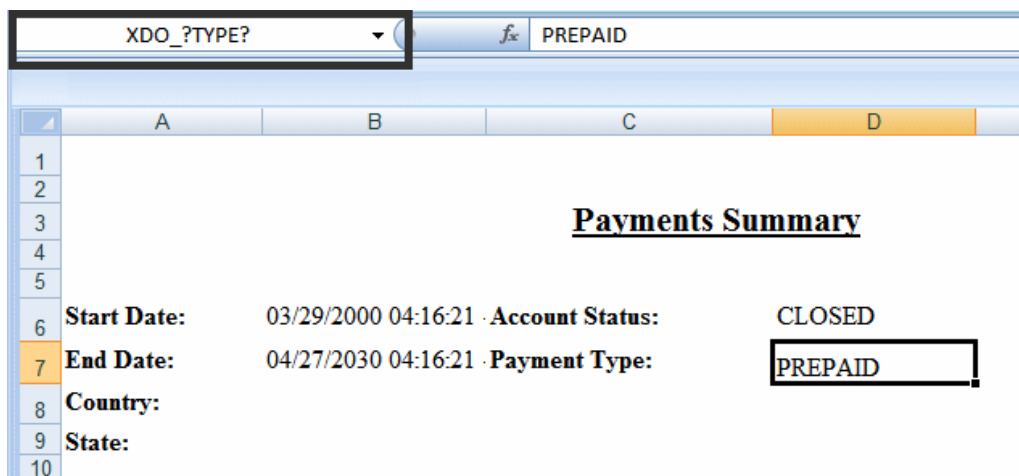 XDO_?TYPE? fx PREPAID
A B C D
1
2
3 Payments Summary
4
5
6 Start Date: 03/29/2000 04:16:21 - Account Status: CLOSED
7 End Date: 04/27/2030 04:16:21 - Payment Type: PREPAID
8 Country:
9 State:
10